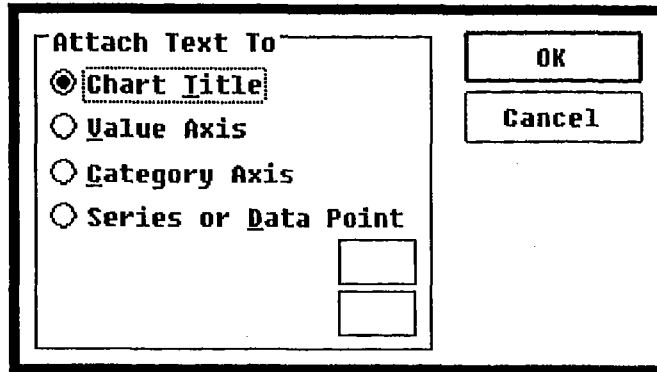 Attach Text To
Chart Title
Value Axis
Category Axis
Series or Data Point
OK
Cancel